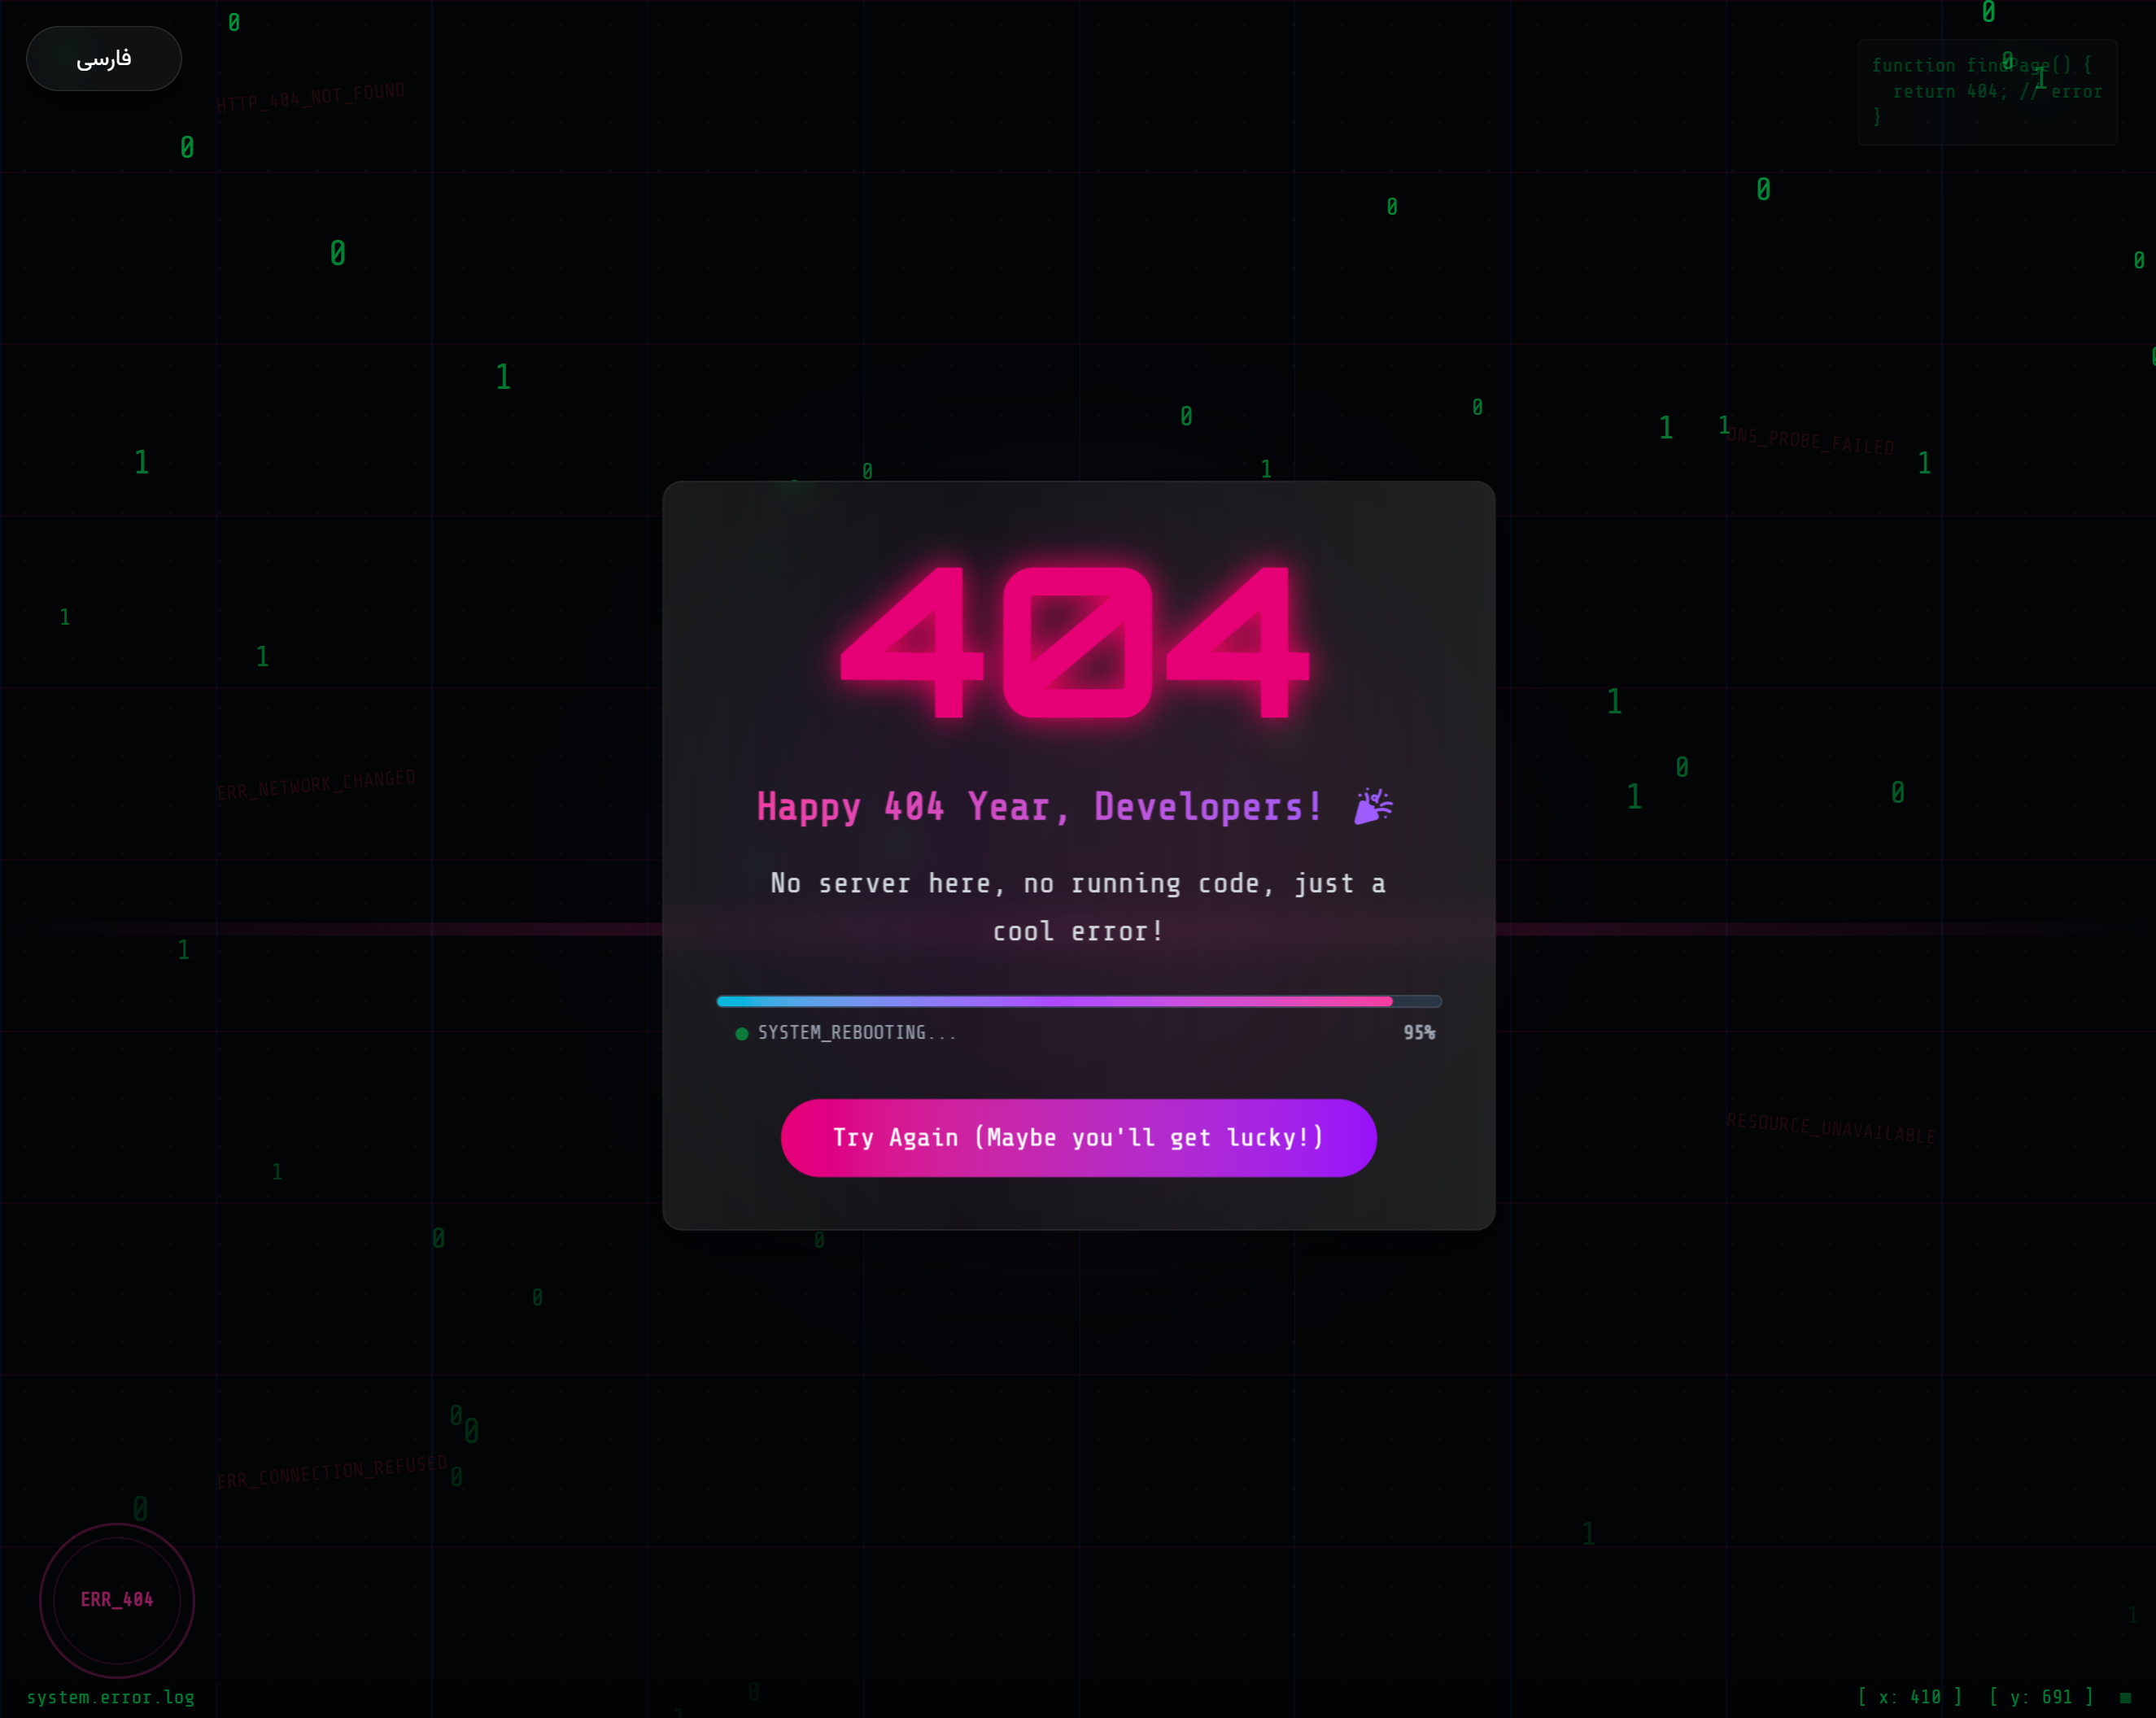 فارسی
HTTP_404_NOT_FOUND
function findPage() {
return 404; // error
}
DNS_PROBE_FAILED
404
Happy 404 Year, Developers! 🎉
No server here, no running code, just a
cool error!
ERR_NETWORK_CHANGED
SYSTEM_REBOOTING...
95%
Try Again (Maybe you'll get lucky!)
RESOURCE_UNAVAILABLE
ERR_CONNECTION_REFUSED
ERR_404
system.error.log
[ x: 410 ] [ y: 691 ]